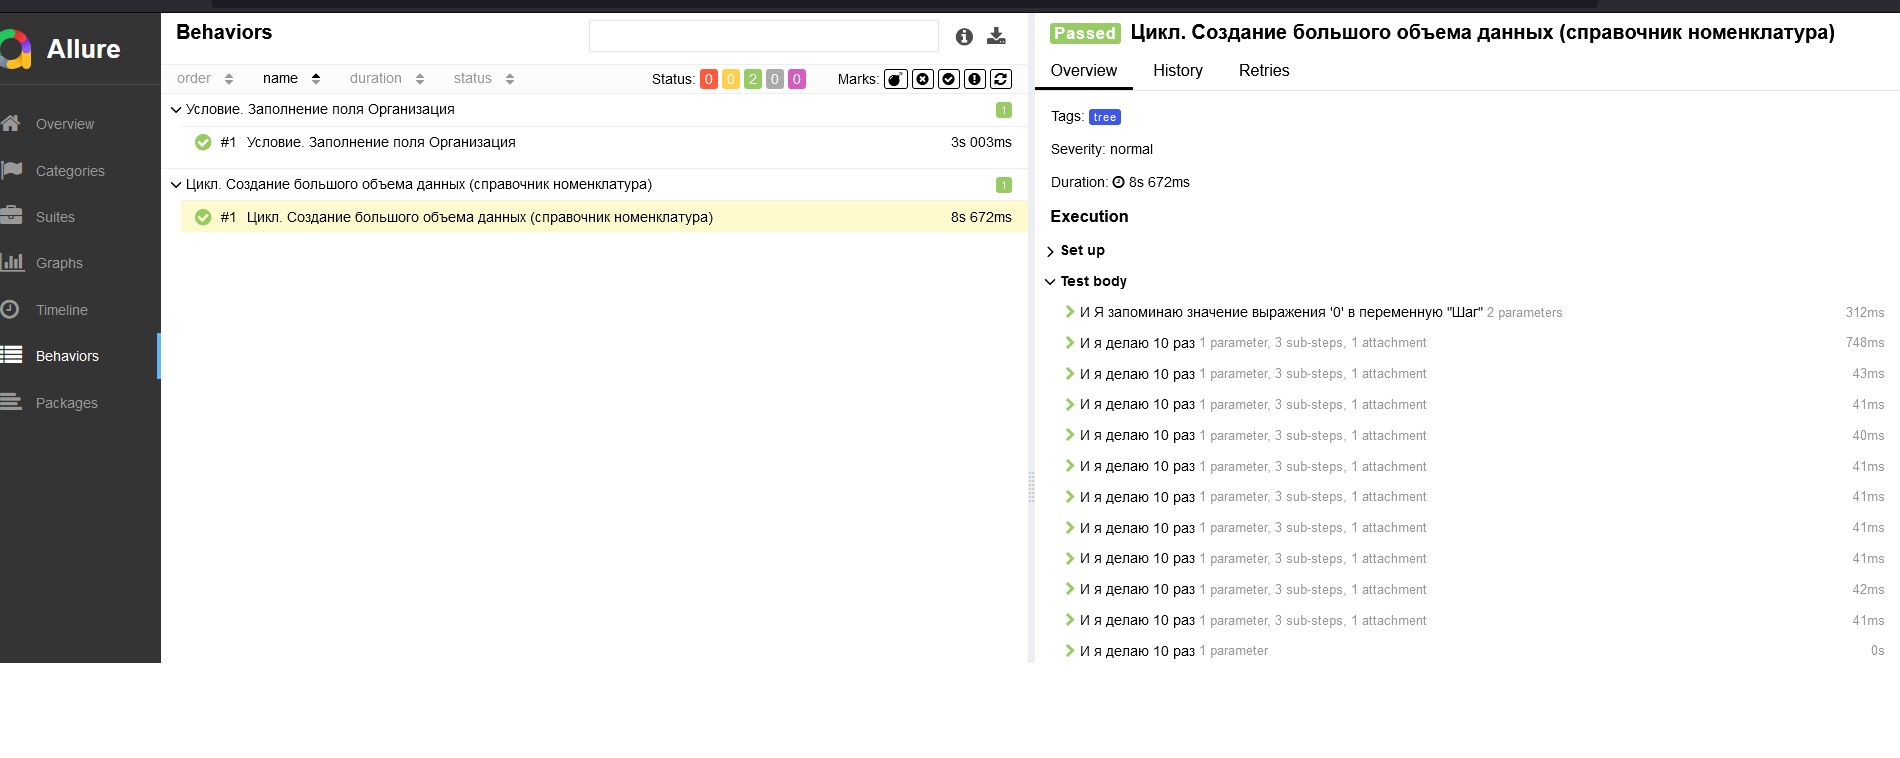 Allure
Overview
Categories
Suites
Graphs
Timeline
Behaviors
Packages
Behaviors
order name duration status Status: 0 0 2 0 0 Marks:
Условие. Заполнение поля Организация 1
#1 Условие. Заполнение поля Организация 3s 003ms
Цикл. Создание большого объема данных (справочник номенклатура) 1
#1 Цикл. Создание большого объема данных (справочник номенклатура) 8s 672ms
Passed Цикл. Создание большого объема данных (справочник номенклатура)
Overview History Retries
Tags: tree
Severity: normal
Duration: 8s 672ms
Execution
Set up
Test body
И Я запоминаю значение выражения '0' в переменную "Шаг" 2 parameters 312ms
И я делаю 10 раз 1 parameter, 3 sub-steps, 1 attachment 748ms
И я делаю 10 раз 1 parameter, 3 sub-steps, 1 attachment 43ms
И я делаю 10 раз 1 parameter, 3 sub-steps, 1 attachment 41ms
И я делаю 10 раз 1 parameter, 3 sub-steps, 1 attachment 40ms
И я делаю 10 раз 1 parameter, 3 sub-steps, 1 attachment 41ms
И я делаю 10 раз 1 parameter, 3 sub-steps, 1 attachment 41ms
И я делаю 10 раз 1 parameter, 3 sub-steps, 1 attachment 41ms
И я делаю 10 раз 1 parameter, 3 sub-steps, 1 attachment 41ms
И я делаю 10 раз 1 parameter, 3 sub-steps, 1 attachment 42ms
И я делаю 10 раз 1 parameter, 3 sub-steps, 1 attachment 41ms
И я делаю 10 раз 1 parameter 0s